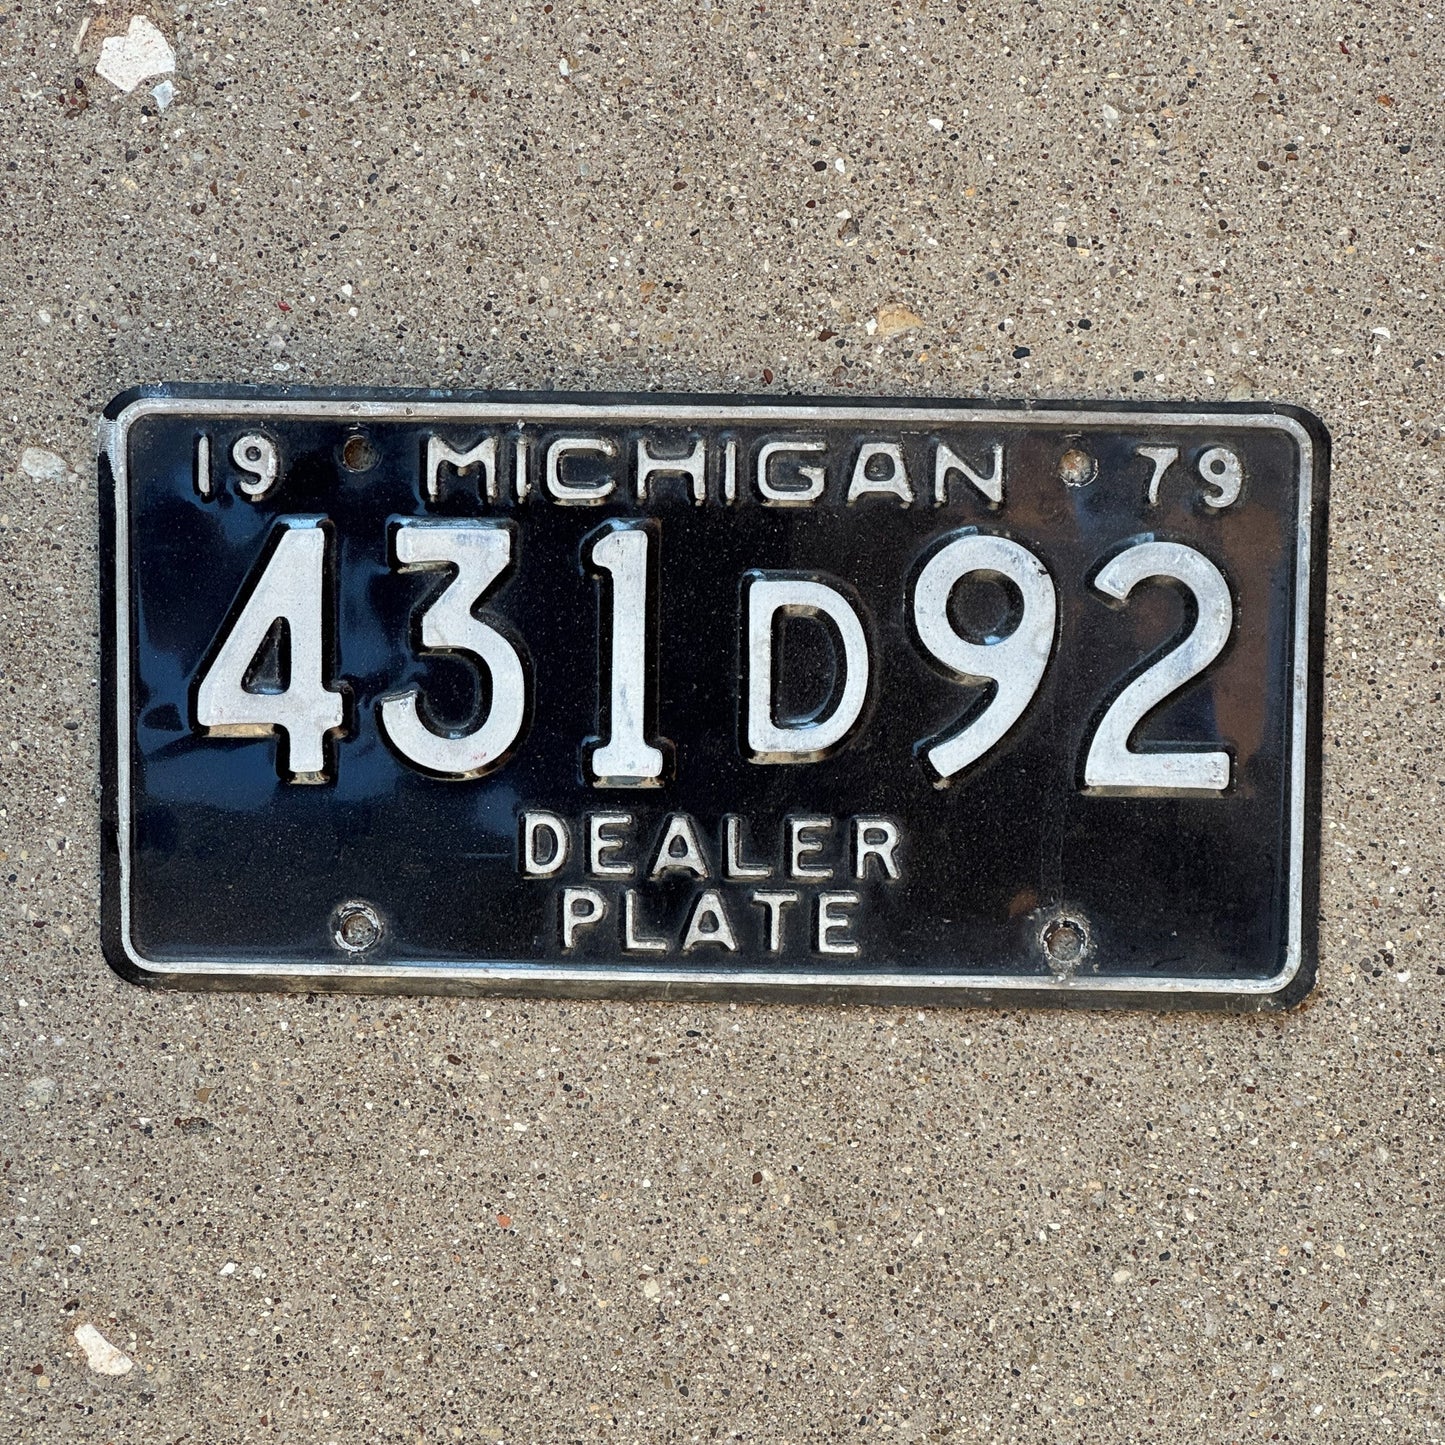 19 MICHIGAN 79
431D92
DEALER
PLATE